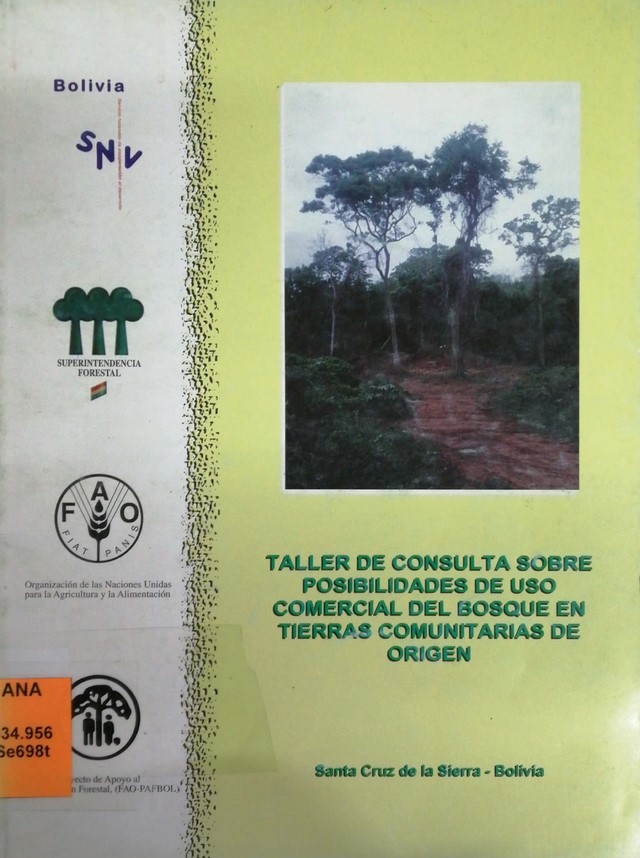 Bolivia
SNV
SUPERINTENDENCIA
FORESTAL
FAO
FIAT PANIS
Organización de las Naciones Unidas
para la Agricultura y la Alimentación
ANA
34.956
Se698t
yecto de Apoyo al
n Forestal, (FAO-PAFBOL)
TALLER DE CONSULTA SOBRE
POSIBILIDADES DE USO
COMERCIAL DEL BOSQUE EN
TIERRAS COMUNITARIAS DE
ORIGEN
Santa Cruz de la Sierra - Bolivia